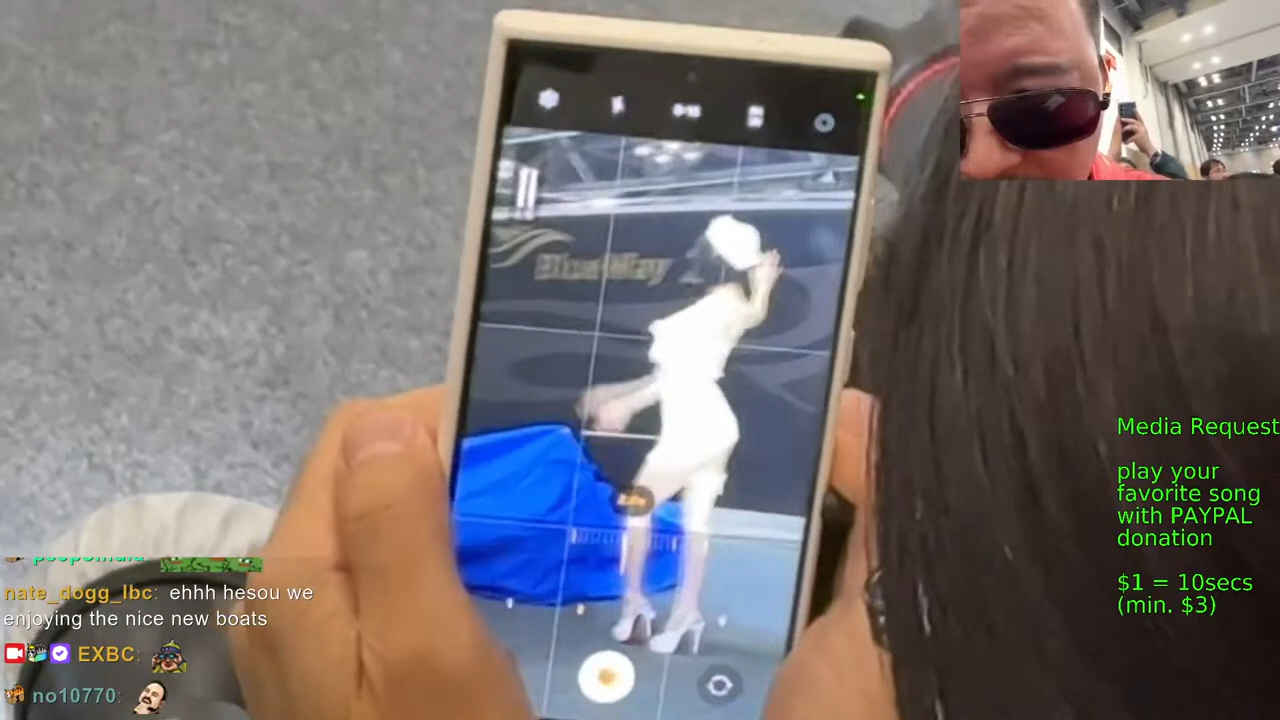 BlueWay
nate_dogg_lbc: ehhh hesou we
enjoying the nice new boats
EXBC:
no10770:
Media Request
play your
favorite song
with PAYPAL
donation
$1 = 10secs
(min. $3)